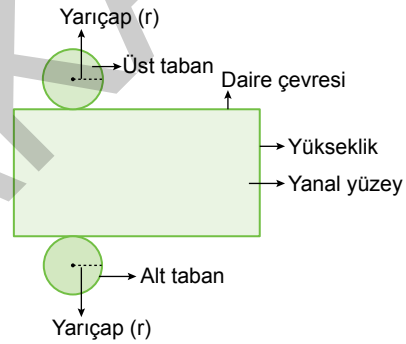 Yarıçap (r)
Üst taban
Daire çevresi
Yükseklik
Yanal yüzey
Alt taban
Yarıçap (r)